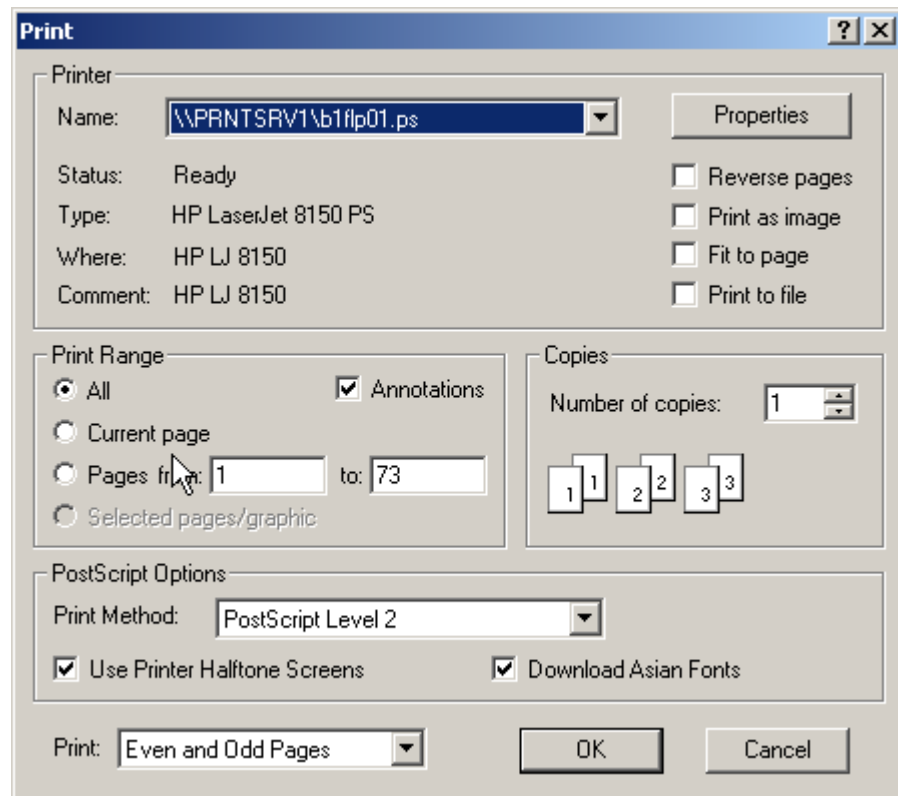 Print
Printer
Name: \\PRNTSRV1\b1flp01.ps Properties
Status: Ready Reverse pages
Type: HP LaserJet 8150 PS Print as image
Where: HP LJ 8150 Fit to page
Comment: HP LJ 8150 Print to file
Print Range Copies
All Annotations Number of copies: 1
Current page
Pages from: 1 to: 73
1 1 2 2 3 3
Selected pages/graphic
PostScript Options
Print Method: PostScript Level 2
Use Printer Halftone Screens Download Asian Fonts
Print: Even and Odd Pages OK Cancel